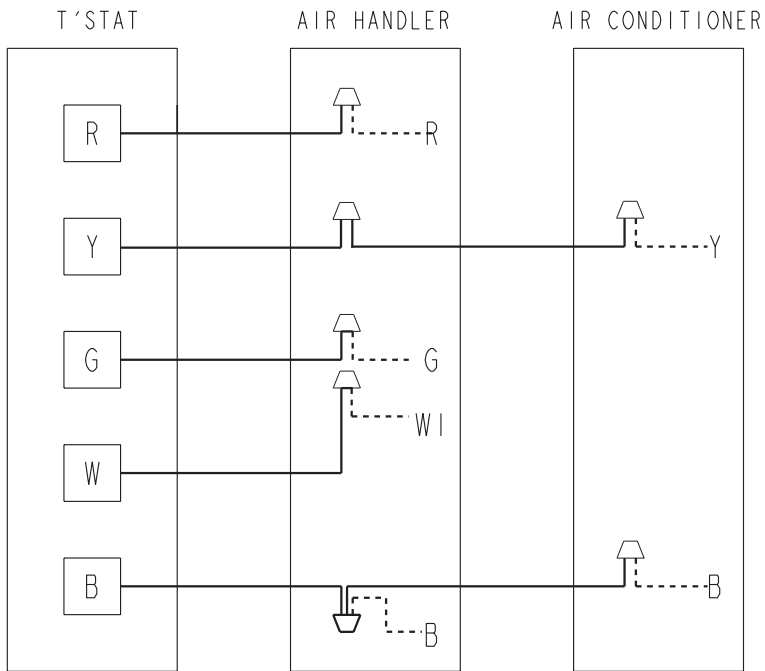 T'STAT AIR HANDLER AIR CONDITIONER
R R
Y Y
G G
W1
W
B B
B